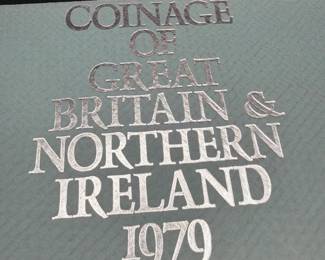 COINAGE
OF
GREAT
BRITAIN &
NORTHERN
IRELAND
1979